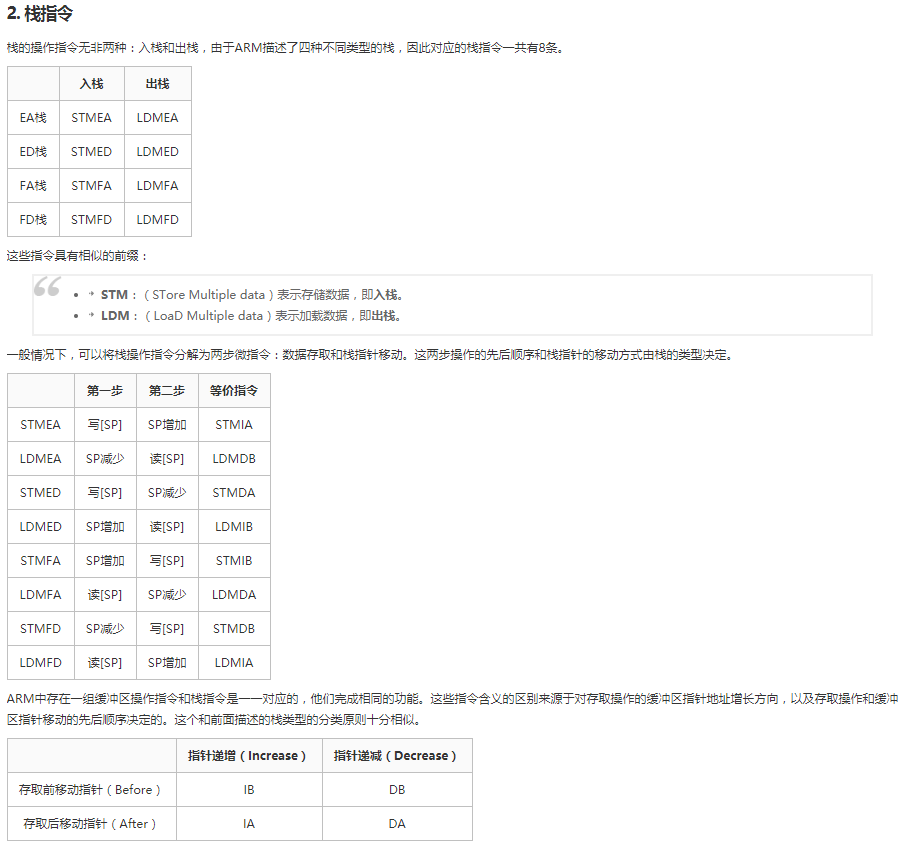 2. 栈指令
栈的操作指令无非两种：入栈和出栈，由于ARM描述了四种不同类型的栈，因此对应的栈指令一共有8条。
入栈 出栈
EA栈 STMEA LDMEA
ED栈 STMED LDMED
FA栈 STMFA LDMFA
FD栈 STMFD LDMFD
这些指令具有相似的前缀：
STM：（STore Multiple data）表示存储数据，即入栈。
LDM：（LoaD Multiple data）表示加载数据，即出栈。
一般情况下，可以将栈操作指令分解为两步微指令：数据存取和栈指针移动。这两步操作的先后顺序和栈指针的移动方式由栈的类型决定。
第一步 第二步 等价指令
STMEA 写[SP] SP增加 STMIA
LDMEA SP减少 读[SP] LDMDB
STMED 写[SP] SP减少 STMDA
LDMED SP增加 读[SP] LDMIB
STMFA SP增加 写[SP] STMIB
LDMFA 读[SP] SP减少 LDMDA
STMFD SP减少 写[SP] STMDB
LDMFD 读[SP] SP增加 LDMIA
ARM中存在一组缓冲区操作指令和栈指令是一一对应的，他们完成相同的功能。这些指令含义的区别来源于对存取操作的缓冲区指针地址增长方向，以及存取操作和缓冲
区指针移动的先后顺序决定的。这个和前面描述的栈类型的分类原则十分相似。
指针递增（Increase） 指针递减（Decrease）
存取前移动指针（Before） IB DB
存取后移动指针（After） IA DA